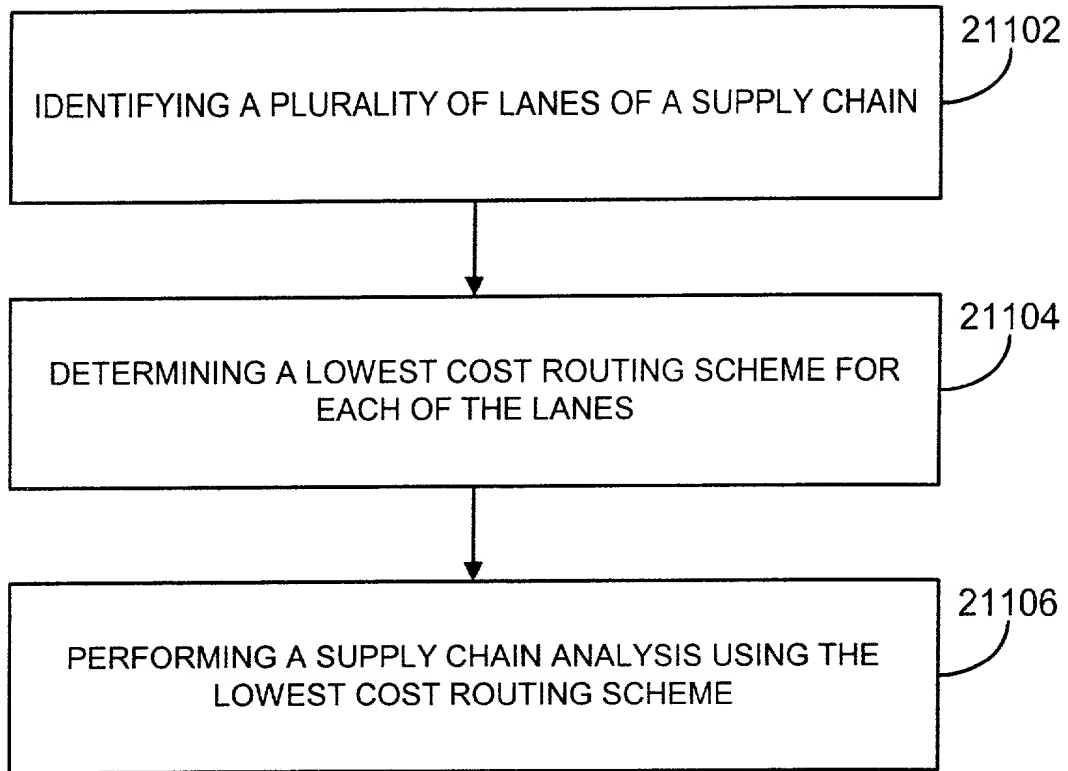 21102
IDENTIFYING A PLURALITY OF LANES OF A SUPPLY CHAIN
21104
DETERMINING A LOWEST COST ROUTING SCHEME FOR
EACH OF THE LANES
21106
PERFORMING A SUPPLY CHAIN ANALYSIS USING THE
LOWEST COST ROUTING SCHEME